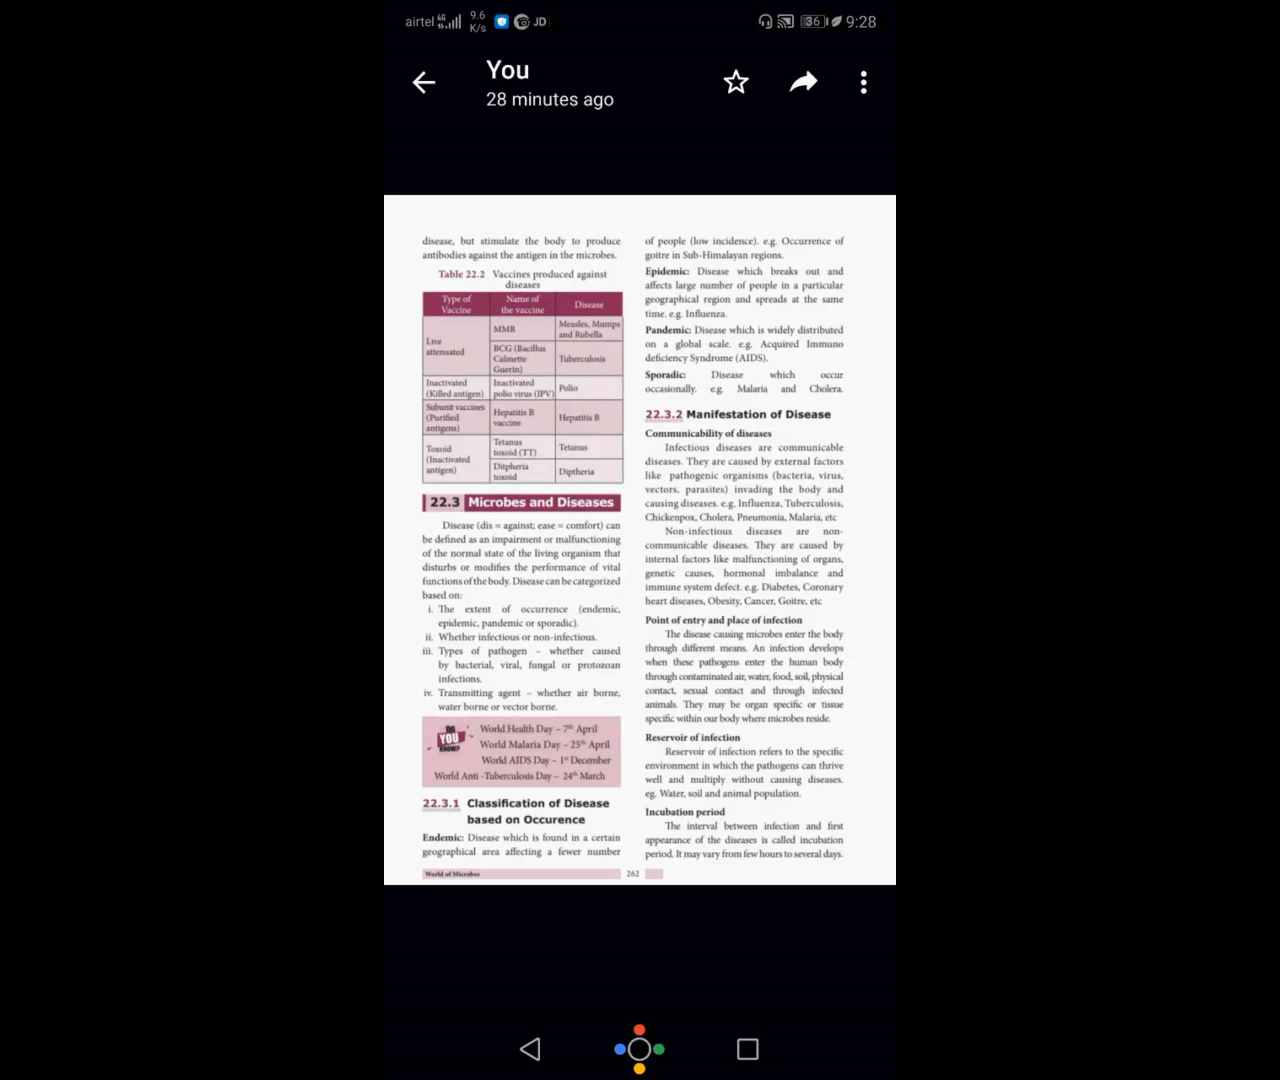 airtel 4G 9.6 K/s JD 36 9:28
You
28 minutes ago
disease, but stimulate the body to produce
antibodies against the antigen in the microbes.
Table 22.2 Vaccines produced against
diseases
Type of Vaccine | Name of the vaccine | Disease
Live attenuated | MMR | Measles, Mumps and Rubella
BCG (Bacillus Calmette Guerin) | Tuberculosis
Inactivated (Killed antigen) | Inactivated polio virus (IPV) | Polio
Subunit vaccines (Purified antigens) | Hepatitis B vaccine | Hepatitis B
Toxoid (Inactivated antigen) | Tetanus toxoid (TT) | Tetanus
Ditpheria toxoid | Diptheria
22.3 Microbes and Diseases
Disease (dis = against; ease = comfort) can
be defined as an impairment or malfunctioning
of the normal state of the living organism that
disturbs or modifies the performance of vital
functions of the body. Disease can be categorized
based on:
i. The extent of occurrence (endemic,
epidemic, pandemic or sporadic).
ii. Whether infectious or non-infectious.
iii. Types of pathogen – whether caused
by bacterial, viral, fungal or protozoan
infections.
iv. Transmitting agent – whether air borne,
water borne or vector borne.
DO YOU KNOW?
World Health Day – 7th April
World Malaria Day – 25th April
World AIDS Day – 1st December
World Anti -Tuberculosis Day – 24th March
22.3.1 Classification of Disease
based on Occurence
Endemic: Disease which is found in a certain
geographical area affecting a fewer number
of people (low incidence). e.g. Occurrence of
goitre in Sub-Himalayan regions.
Epidemic: Disease which breaks out and
affects large number of people in a particular
geographical region and spreads at the same
time. e.g. Influenza.
Pandemic: Disease which is widely distributed
on a global scale. e.g. Acquired Immuno
deficiency Syndrome (AIDS).
Sporadic: Disease which occur
occasionally. e.g. Malaria and Cholera.
22.3.2 Manifestation of Disease
Communicability of diseases
Infectious diseases are communicable
diseases. They are caused by external factors
like pathogenic organisms (bacteria, virus,
vectors, parasites) invading the body and
causing diseases. e.g. Influenza, Tuberculosis,
Chickenpox, Cholera, Pneumonia, Malaria, etc
Non-infectious diseases are non-
communicable diseases. They are caused by
internal factors like malfunctioning of organs,
genetic causes, hormonal imbalance and
immune system defect. e.g. Diabetes, Coronary
heart diseases, Obesity, Cancer, Goitre, etc
Point of entry and place of infection
The disease causing microbes enter the body
through different means. An infection develops
when these pathogens enter the human body
through contaminated air, water, food, soil, physical
contact, sexual contact and through infected
animals. They may be organ specific or tissue
specific within our body where microbes reside.
Reservoir of infection
Reservoir of infection refers to the specific
environment in which the pathogens can thrive
well and multiply without causing diseases.
eg. Water, soil and animal population.
Incubation period
The interval between infection and first
appearance of the diseases is called incubation
period. It may vary from few hours to several days.
World of Microbes
262